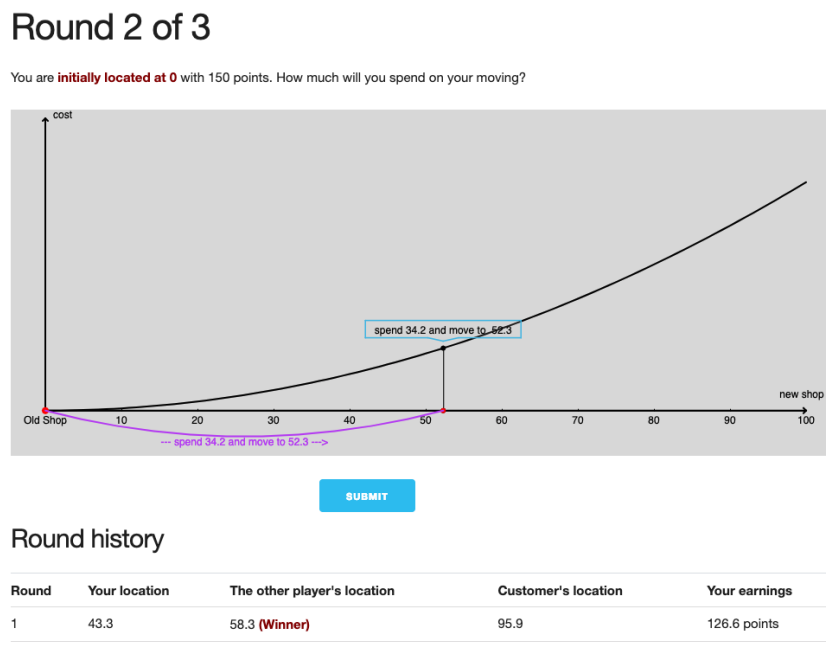 Round 2 of 3
You are initially located at 0 with 150 points. How much will you spend on your moving?
cost
spend 34.2 and move to 52.3
new shop
Old Shop 10 20 30 40 50 60 70 80 90 100
--- spend 34.2 and move to 52.3 --->
SUBMIT
Round history
Round Your location The other player's location Customer's location Your earnings
1 43.3 58.3 (Winner) 95.9 126.6 points